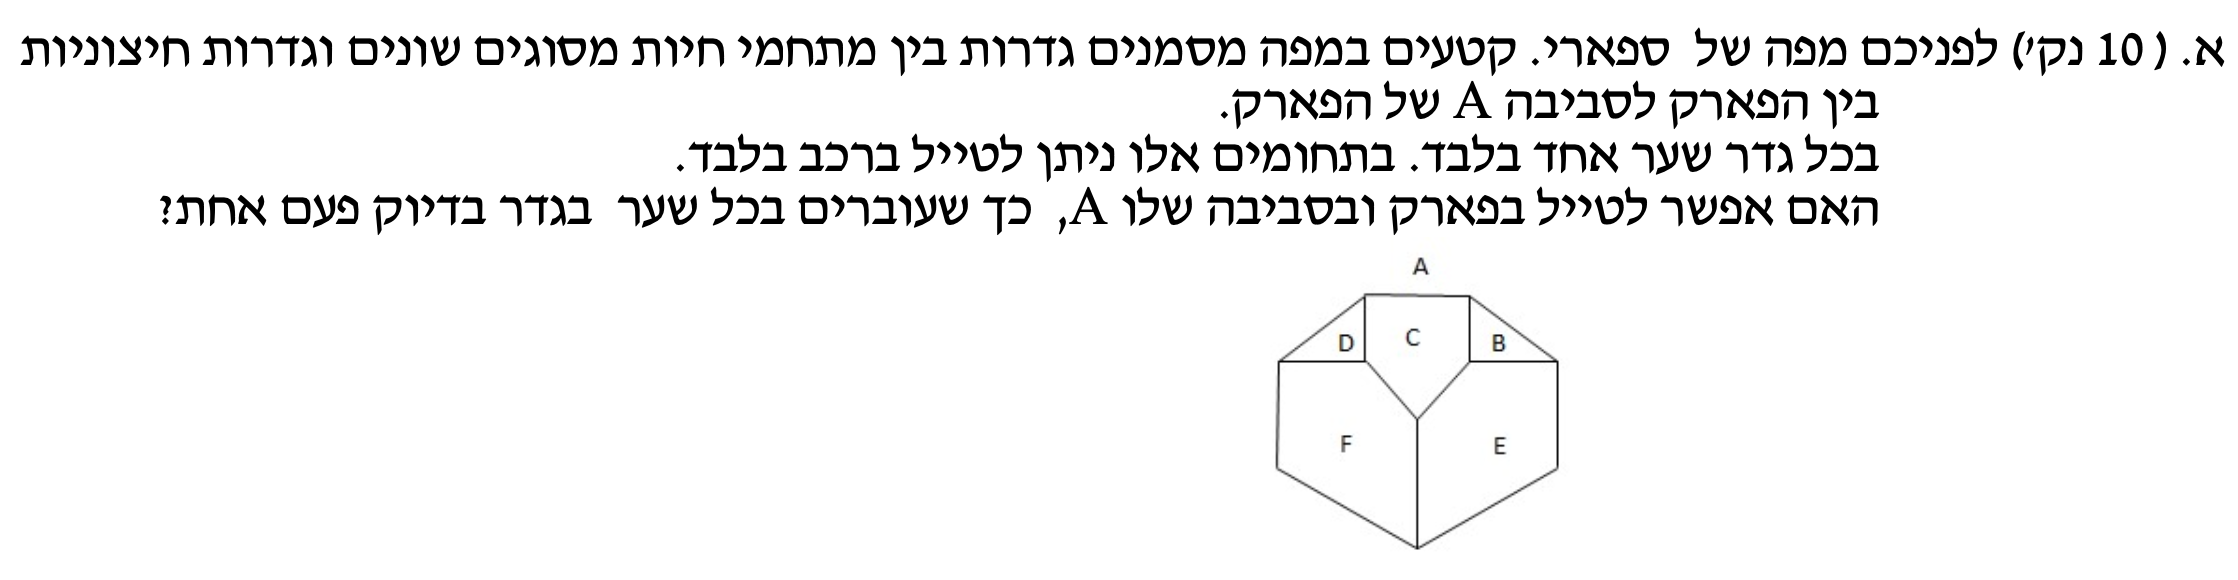 א. ( 10 נק') לפניכם מפה של ספארי. קטעים במפה מסמנים גדרות בין מתחמי חיות מסוגים שונים וגדרות חיצוניות
בין הפארק לסביבה A של הפארק.
בכל גדר שער אחד בלבד. בתחומים אלו ניתן לטייל ברכב בלבד.
האם אפשר לטייל בפארק ובסביבה שלו A, כך שעוברים בכל שער בגדר בדיוק פעם אחת?
A
D C B
F E